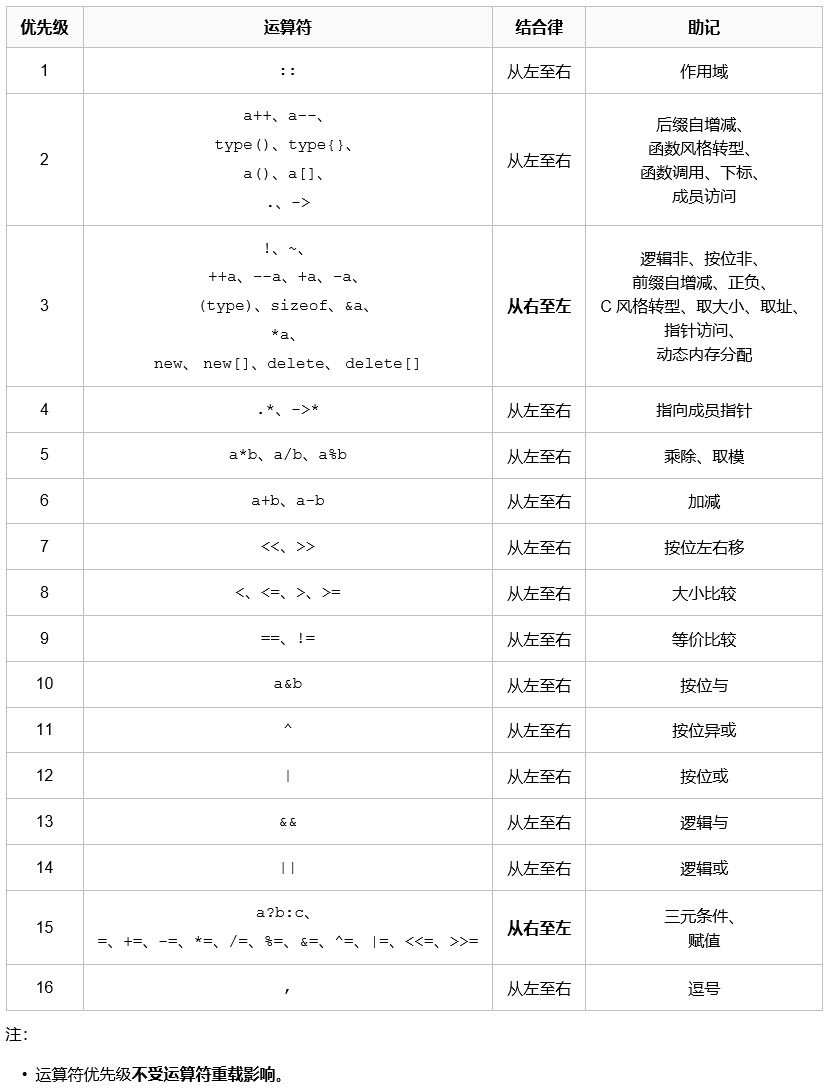 优先级 运算符 结合律 助记
1 :: 从左至右 作用域
2 a++、a--、
type()、type{}、
a()、a[]、
.、-> 从左至右 后缀自增减、
函数风格转型、
函数调用、下标、
成员访问
3 !、~、
++a、--a、+a、-a、
(type)、sizeof、&a、
*a、
new、 new[]、delete、 delete[] 从右至左 逻辑非、按位非、
前缀自增减、正负、
C 风格转型、取大小、取址、
指针访问、
动态内存分配
4 .*、->* 从左至右 指向成员指针
5 a*b、a/b、a%b 从左至右 乘除、取模
6 a+b、a-b 从左至右 加减
7 <<、>> 从左至右 按位左右移
8 <、<=、>、>= 从左至右 大小比较
9 ==、!= 从左至右 等价比较
10 a&b 从左至右 按位与
11 ^ 从左至右 按位异或
12 | 从左至右 按位或
13 && 从左至右 逻辑与
14 || 从左至右 逻辑或
15 a?b:c、
=、+=、-=、*=、/=、%=、&=、^=、|=、<<=、>>= 从右至左 三元条件、
赋值
16 , 从左至右 逗号
注：
• 运算符优先级不受运算符重载影响。